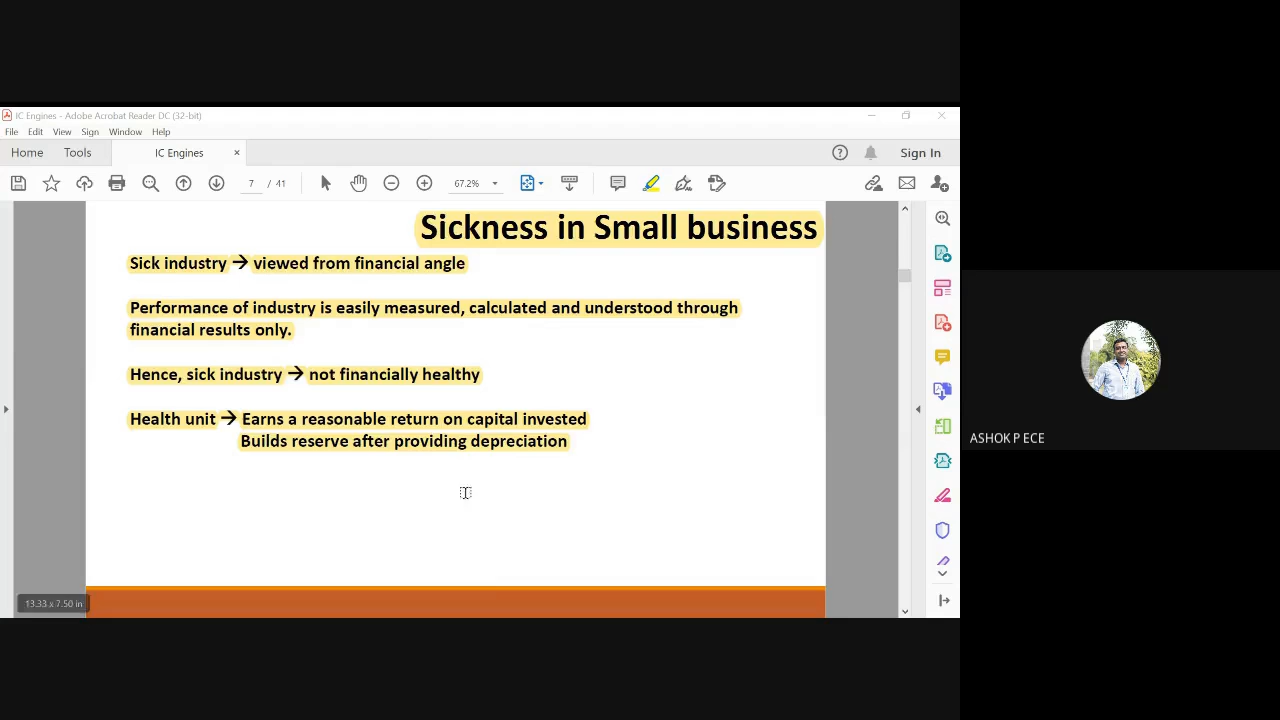 IC Engines - Adobe Acrobat Reader DC (32-bit)
File Edit View Sign Window Help
Home Tools IC Engines × Sign In
7 / 41 67.2%
Sickness in Small business
Sick industry → viewed from financial angle
Performance of industry is easily measured, calculated and understood through
financial results only.
Hence, sick industry → not financially healthy
Health unit → Earns a reasonable return on capital invested
Builds reserve after providing depreciation
13.33 x 7.50 in
ASHOK P ECE